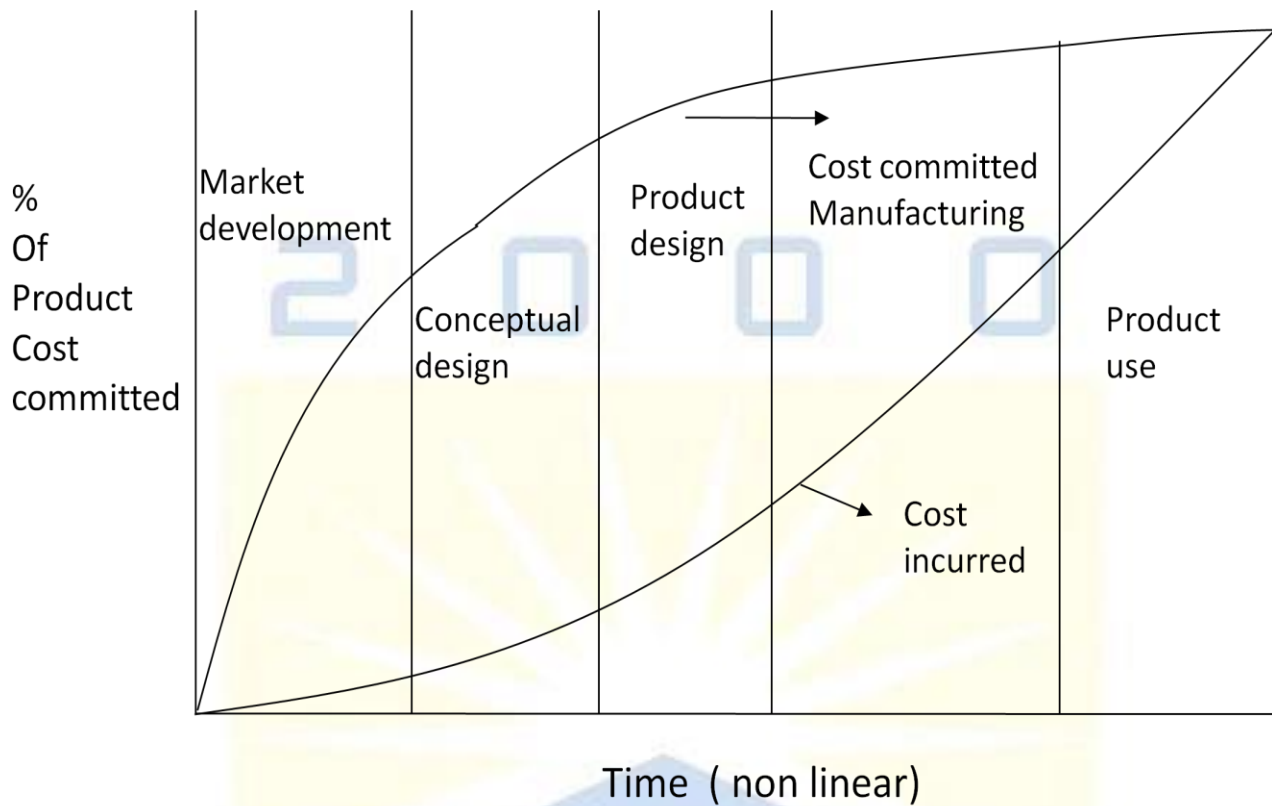 %
Of
Product
Cost
committed
Market
development
Conceptual
design
Product
design
Cost committed
Manufacturing
Product
use
Cost
incurred
2000
Time ( non linear)